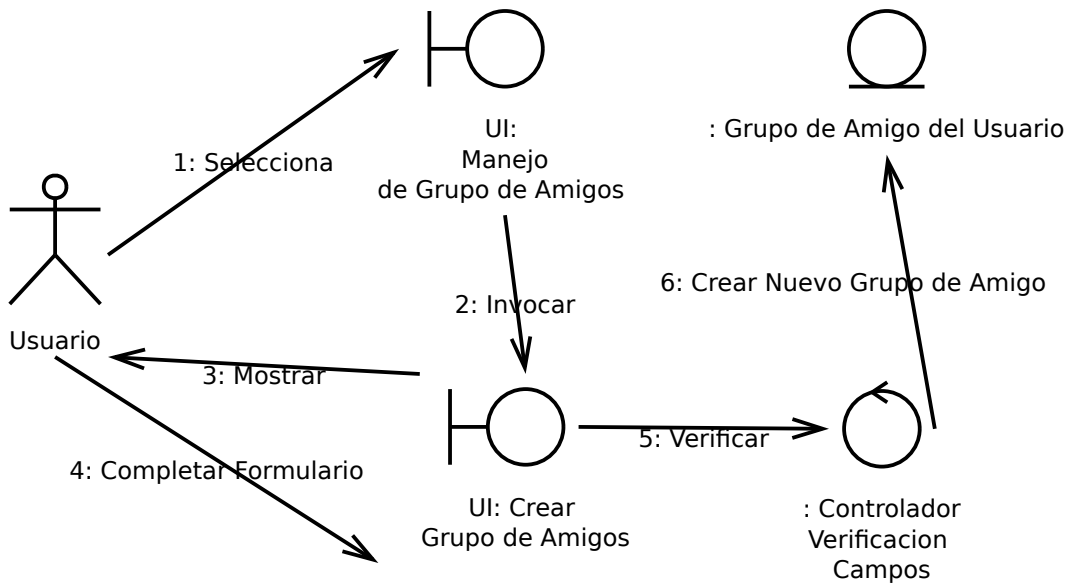 UI:
Manejo
de Grupo de Amigos
: Grupo de Amigo del Usuario
1: Selecciona
6: Crear Nuevo Grupo de Amigo
2: Invocar
Usuario
3: Mostrar
5: Verificar
4: Completar Formulario
UI: Crear
Grupo de Amigos
: Controlador
Verificacion
Campos